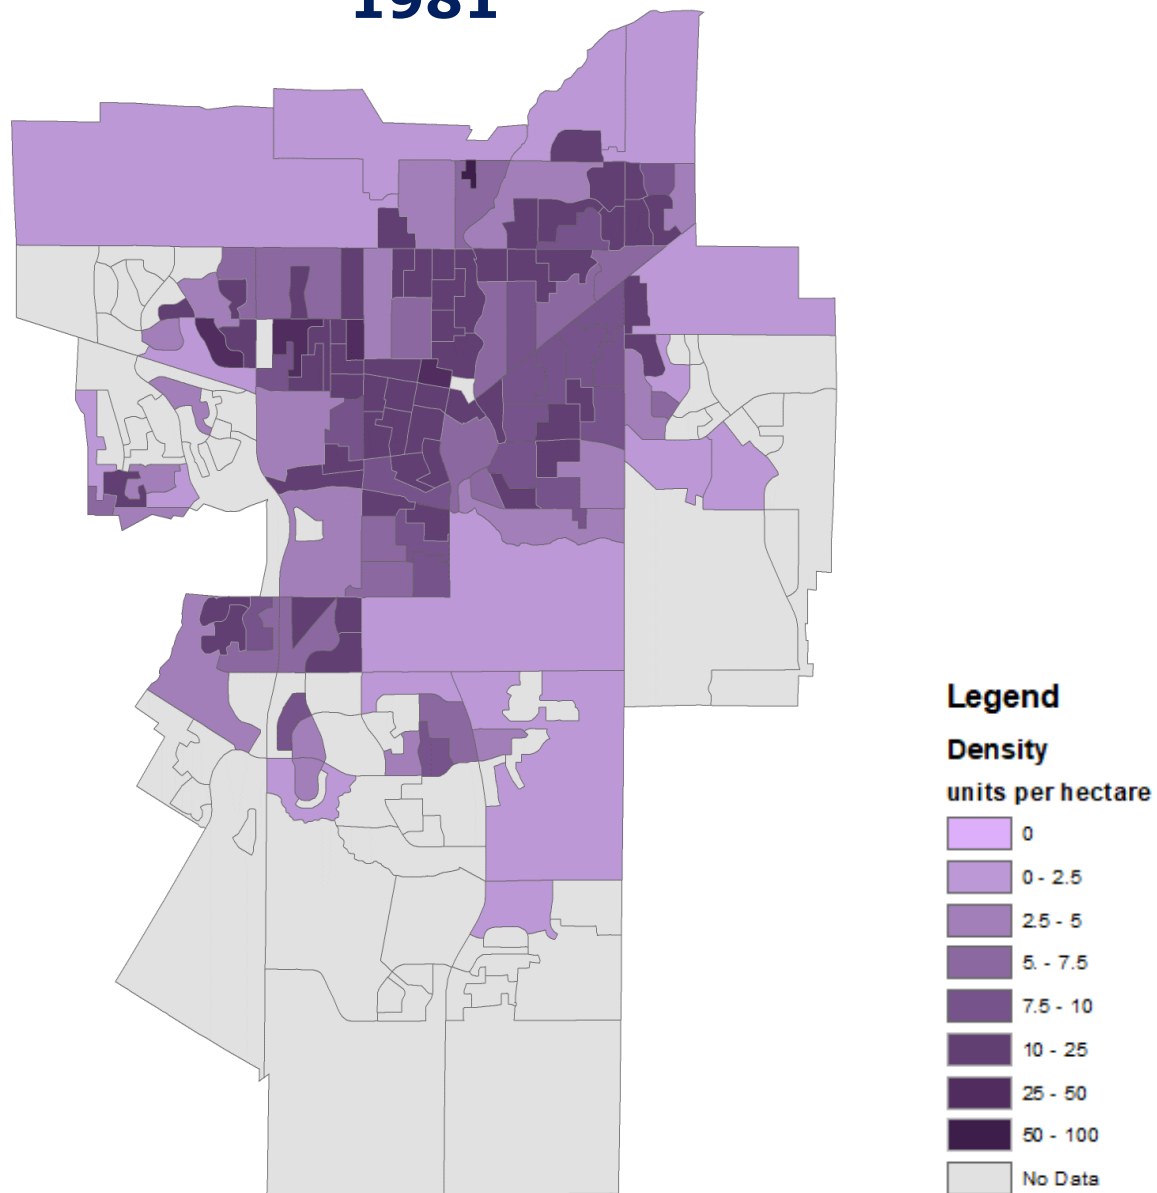 1981
Legend
Density
units per hectare
0
0 - 2.5
2.5 - 5
5. - 7.5
7.5 - 10
10 - 25
25 - 50
50 - 100
No Data